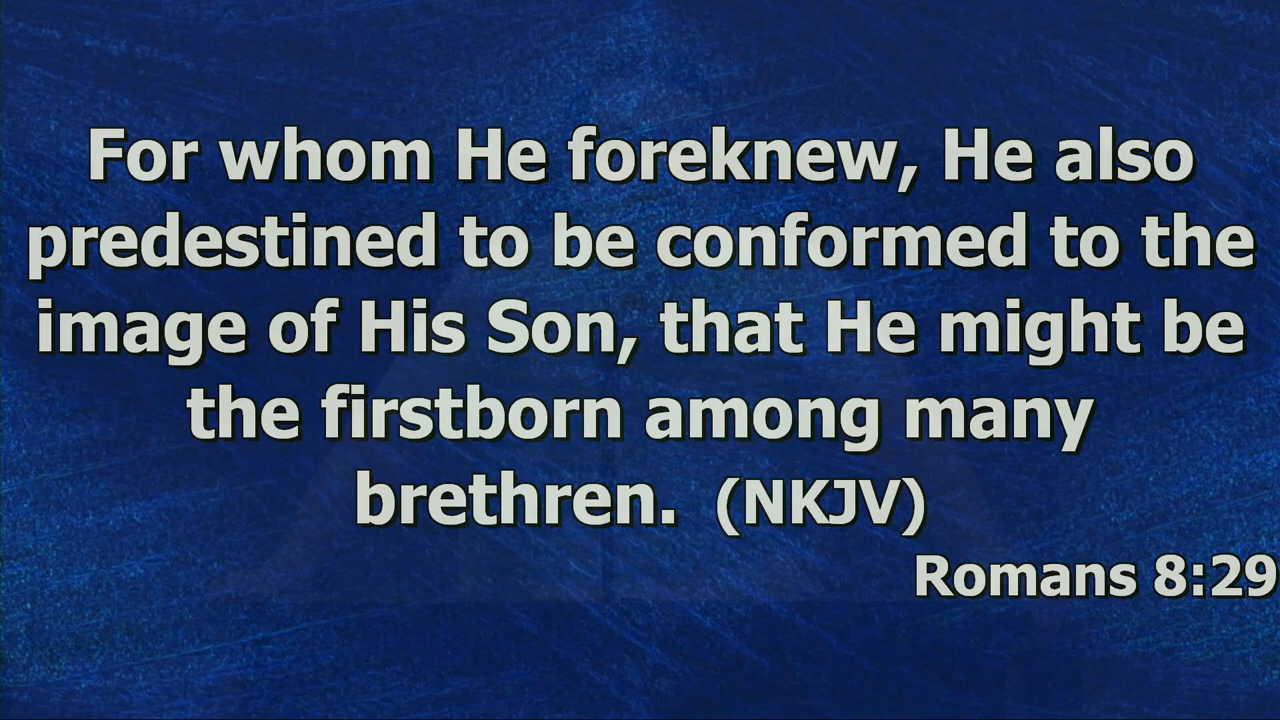 For whom He foreknew, He also
predestined to be conformed to the
image of His Son, that He might be
the firstborn among many
brethren. (NKJV)
Romans 8:29